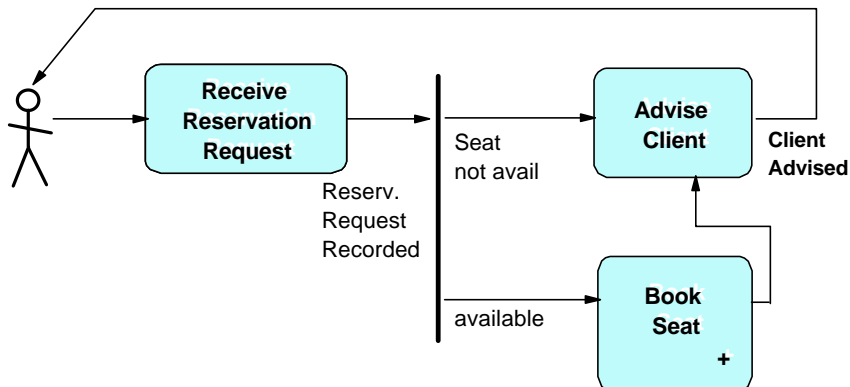 Receive
Reservation
Request
Reserv.
Request
Recorded
Seat
not avail
Advise
Client
Client
Advised
available
Book
Seat
+